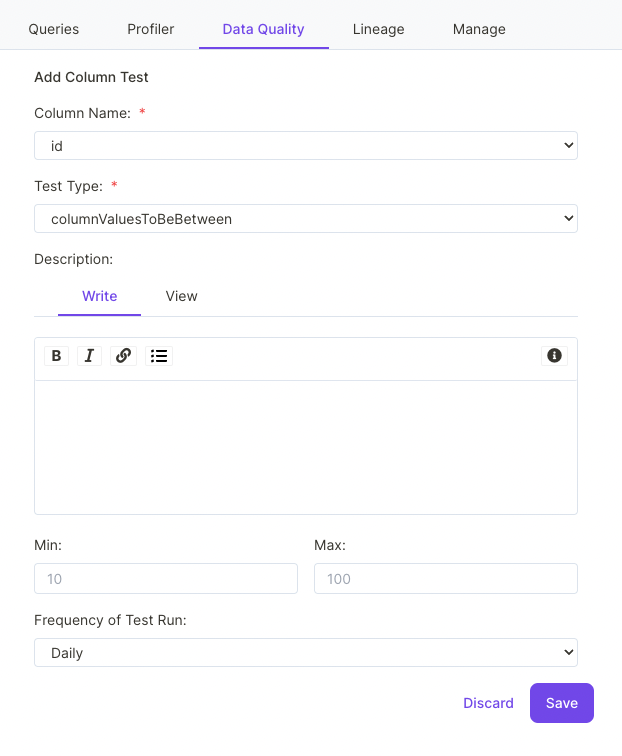 Queries Profiler Data Quality Lineage Manage
Add Column Test
Column Name: *
id
Test Type: *
columnValuesToBeBetween
Description:
Write View
B I
Min: Max:
10 100
Frequency of Test Run:
Daily
Discard Save